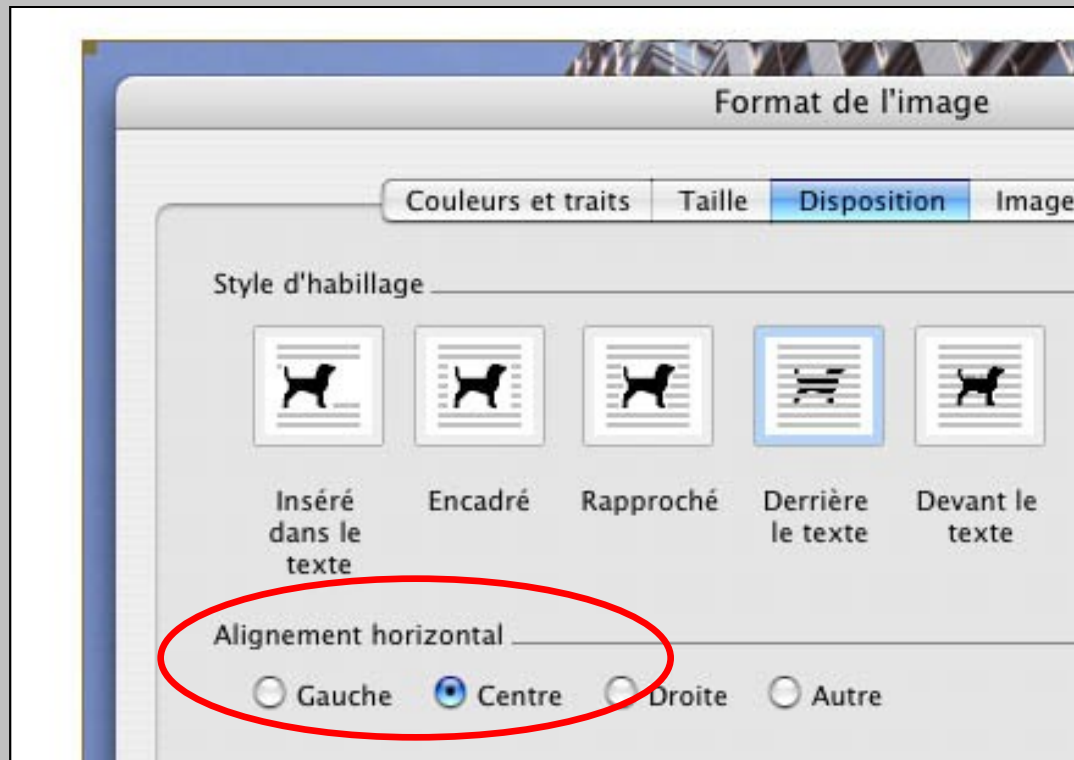 Format de l'image
Couleurs et traits Taille Disposition Image
Style d'habillage
Inséré dans le texte
Encadré
Rapproché
Derrière le texte
Devant le texte
Alignement horizontal
Gauche Centre Droite Autre